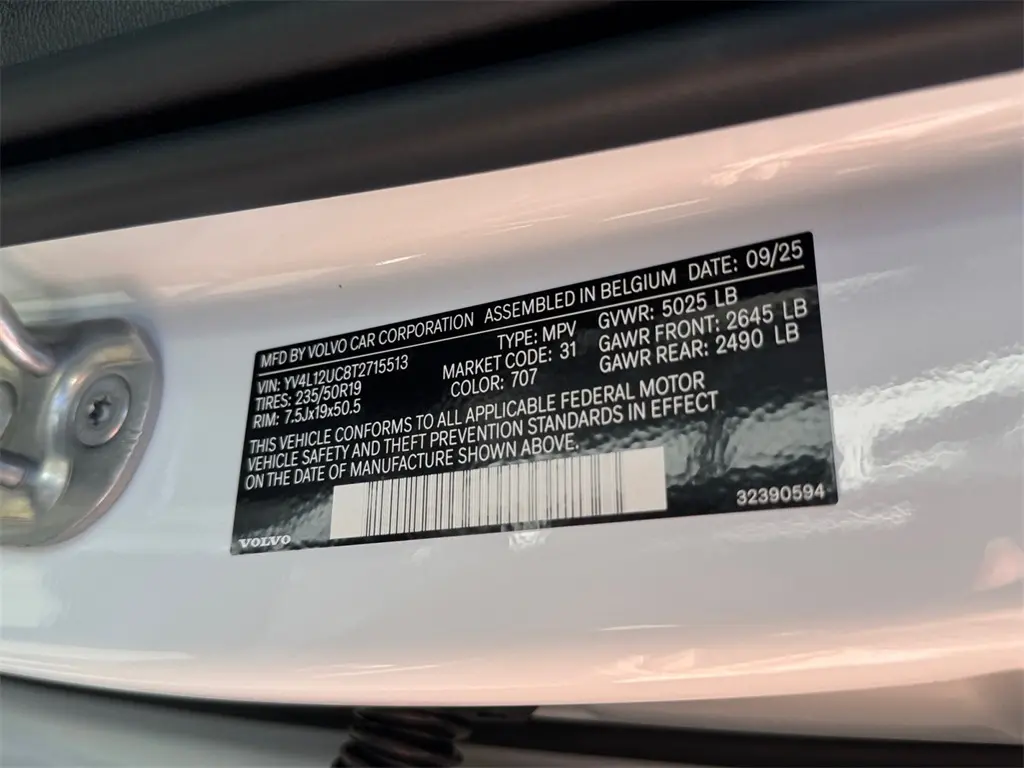 MFD BY VOLVO CAR CORPORATION ASSEMBLED IN BELGIUM DATE: 09/25
VIN: YV4L12UC8T2715513 TYPE: MPV GVWR: 5025 LB
TIRES: 235/50R19 MARKET CODE: 31 GAWR FRONT: 2645 LB
RIM: 7.5Jx19x50.5 COLOR: 707 GAWR REAR: 2490 LB
THIS VEHICLE CONFORMS TO ALL APPLICABLE FEDERAL MOTOR
VEHICLE SAFETY AND THEFT PREVENTION STANDARDS IN EFFECT
ON THE DATE OF MANUFACTURE SHOWN ABOVE.
VOLVO 32390594